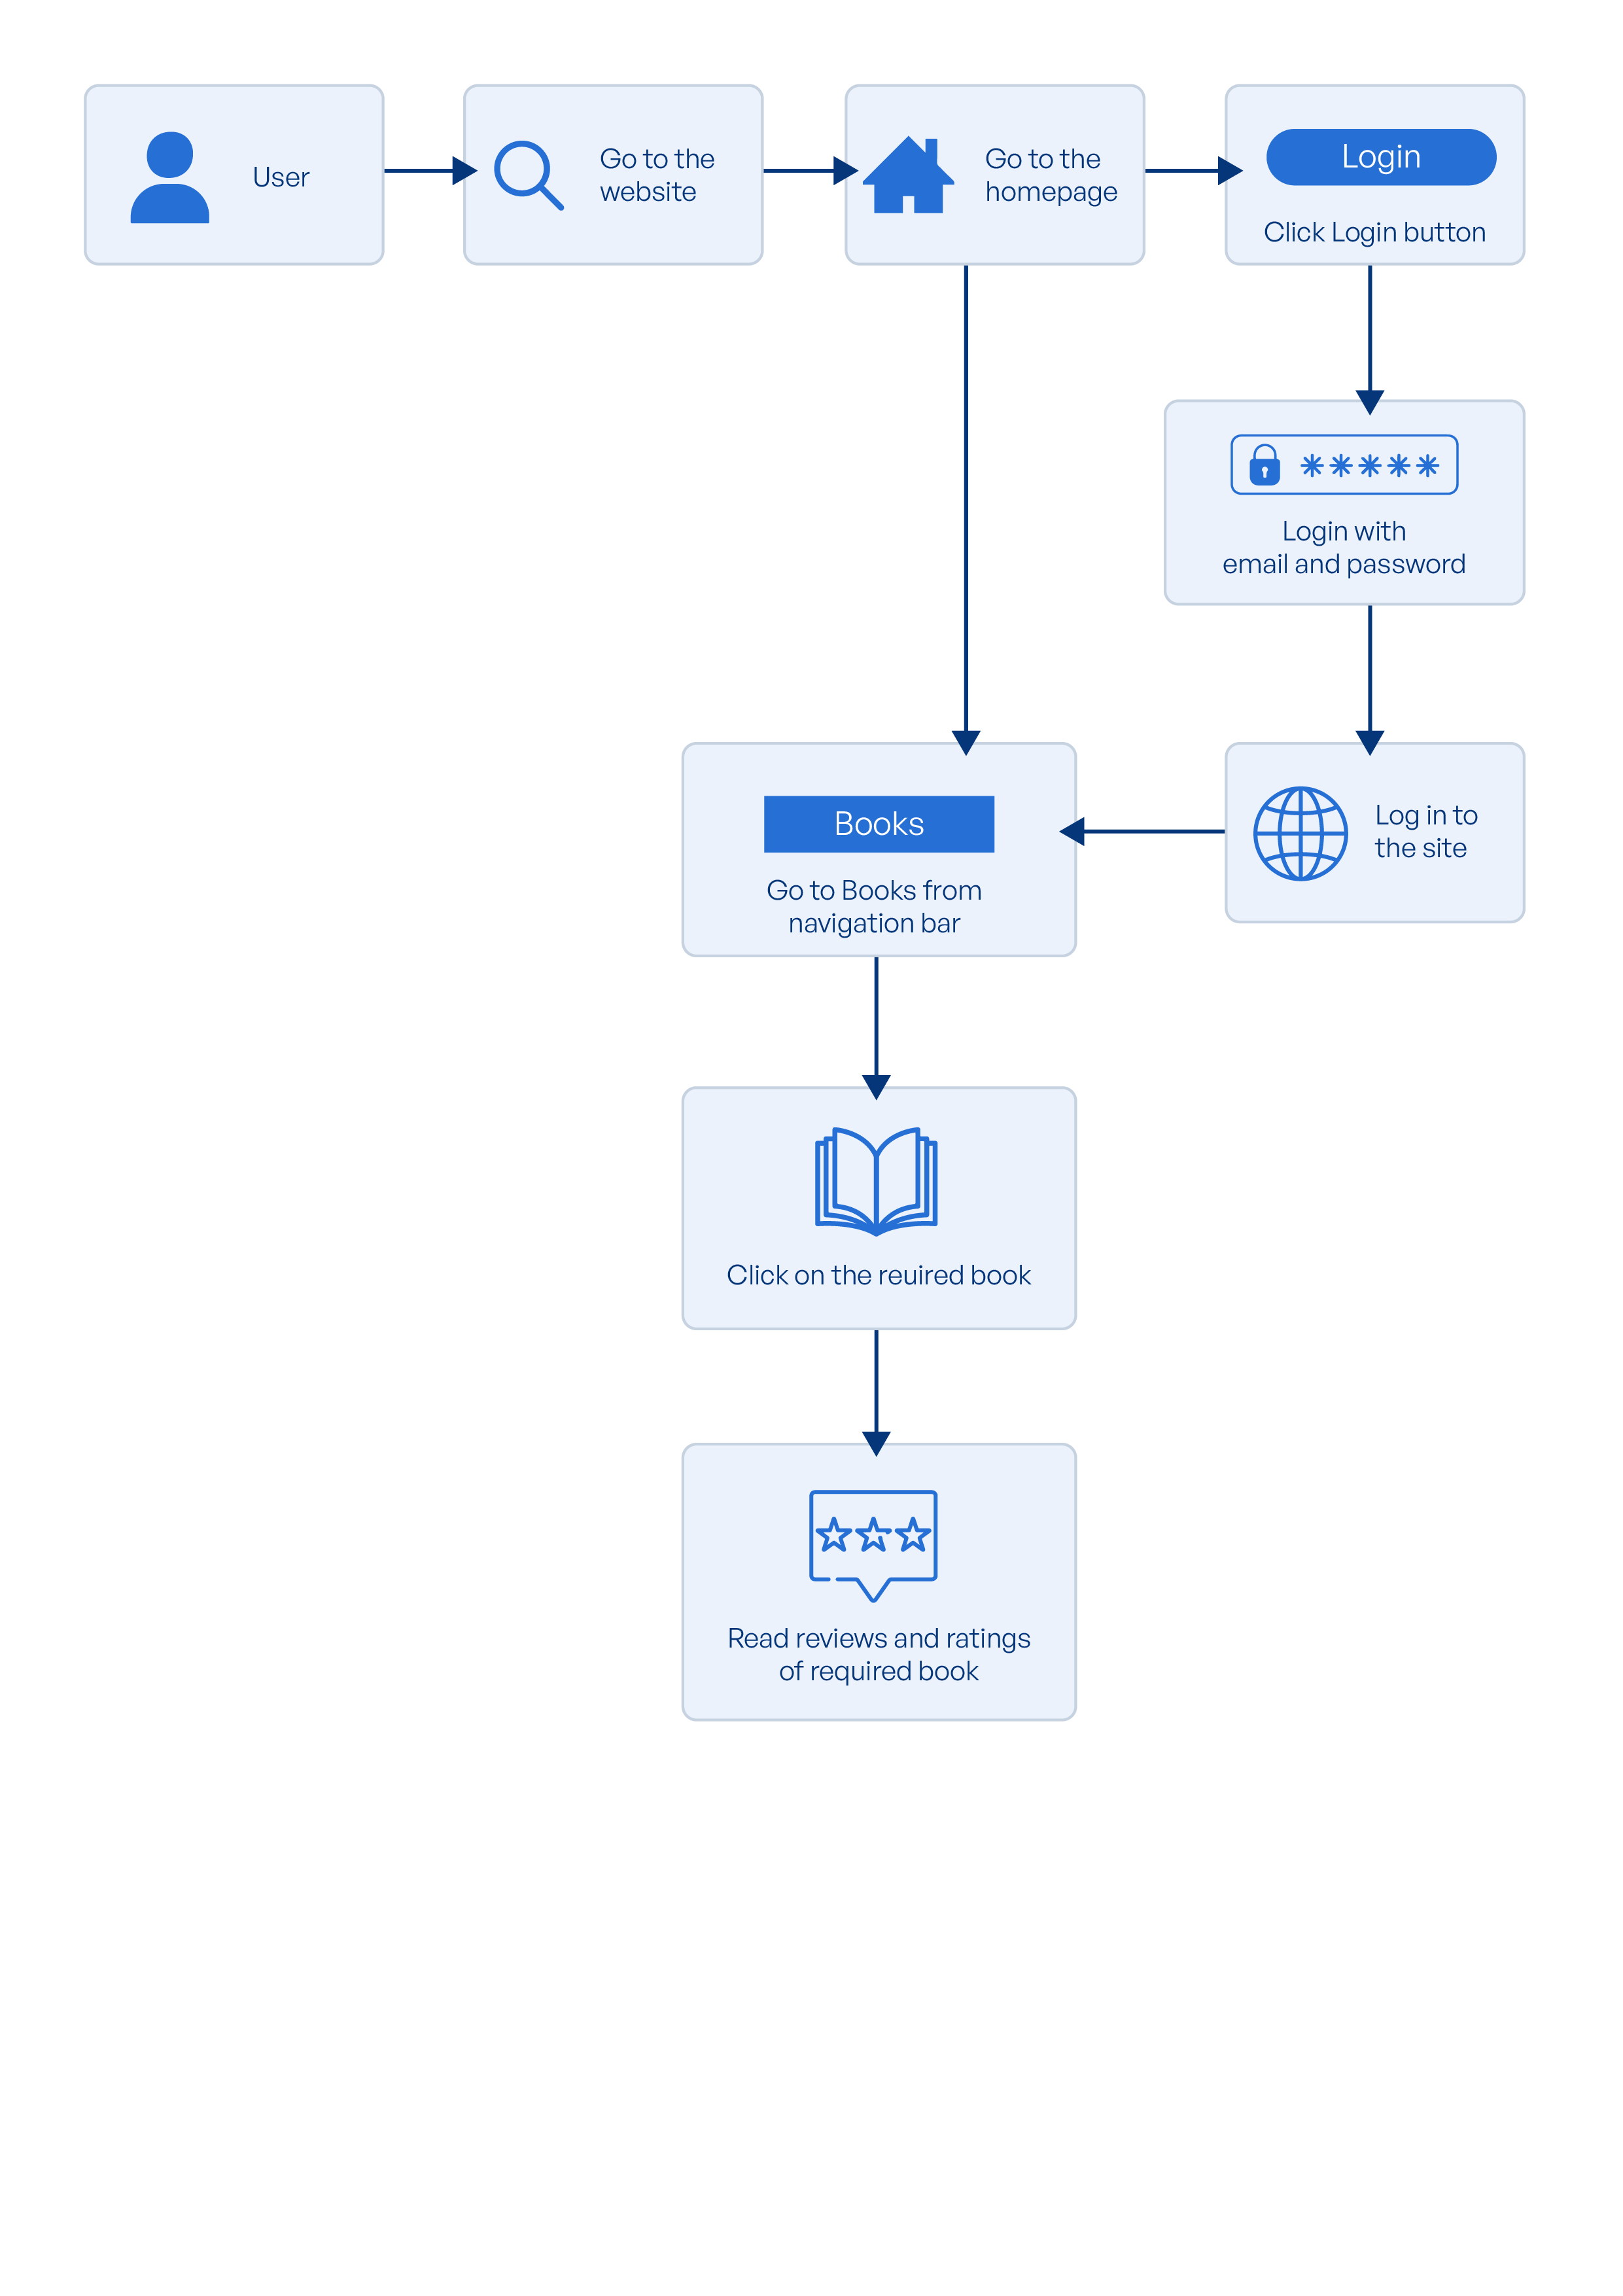 User
Go to the
website
Go to the
homepage
Login
Click Login button
*****
Login with
email and password
Books
Go to Books from
navigation bar
Log in to
the site
Click on the reuired book
Read reviews and ratings
of required book